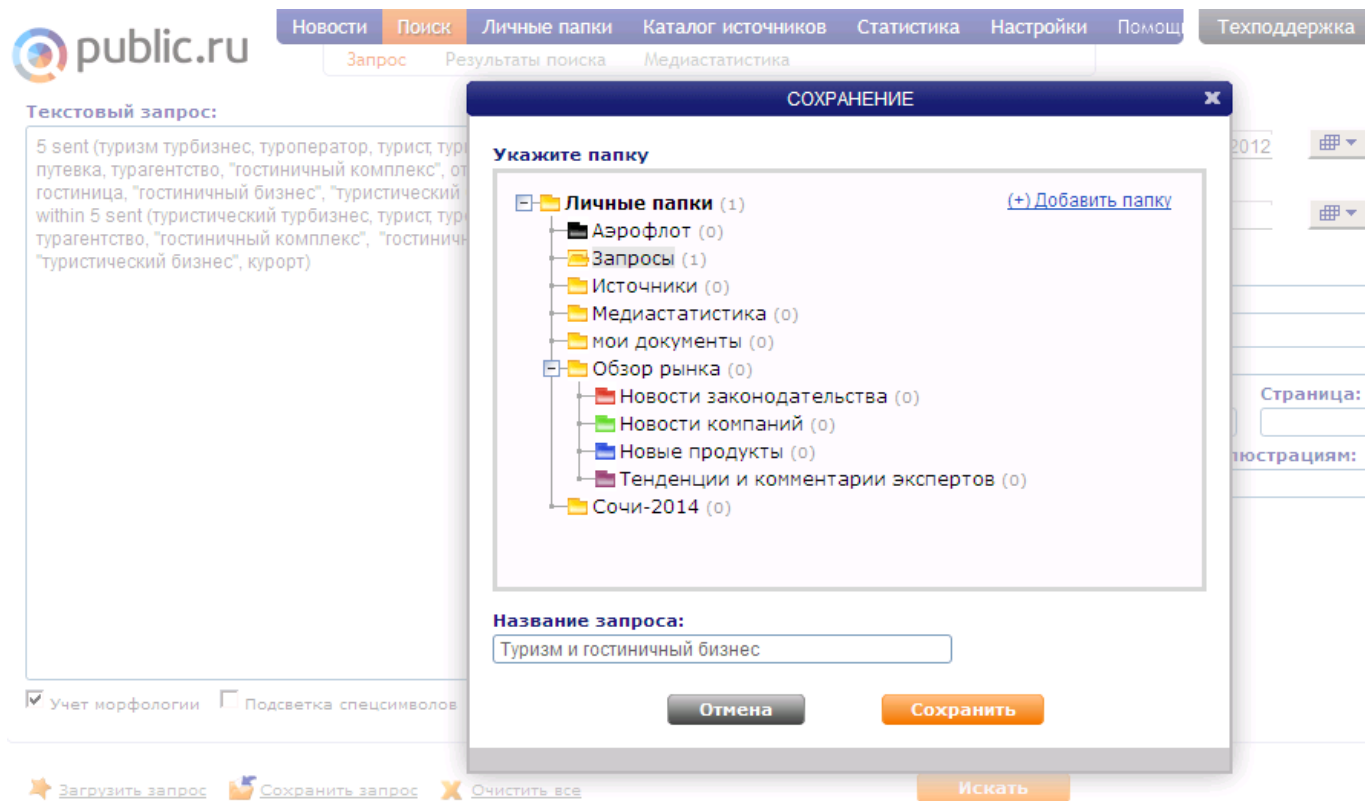 public.ru
Новости Поиск Личные папки Каталог источников Статистика Настройки Техподдержка
Запрос Результаты поиска Медиастатистика
Текстовый запрос:
5 sent (туризм турбизнес, туроператор, турист,
путевка, турагентство, "гостиничный комплекс",
гостиница, "гостиничный бизнес", "туристический
within 5 sent (туристический турбизнес, турист,
турагентство, "гостиничный комплекс",
"туристический бизнес", курорт)
2012
Страница:
СОХРАНЕНИЕ
Укажите папку
(+) Добавить папку
Личные папки (1)
Аэрофлот (0)
Запросы (1)
Источники (0)
Медиастатистика (0)
мои документы (0)
Обзор рынка (0)
Новости законодательства (0)
Новости компаний (0)
Новые продукты (0)
Тенденции и комментарии экспертов (0)
Сочи-2014 (0)
Название запроса:
Туризм и гостиничный бизнес
Отмена Сохранить
Учет морфологии Подсветка спецсимволов
Загрузить запрос Сохранить запрос Очистить все Искать